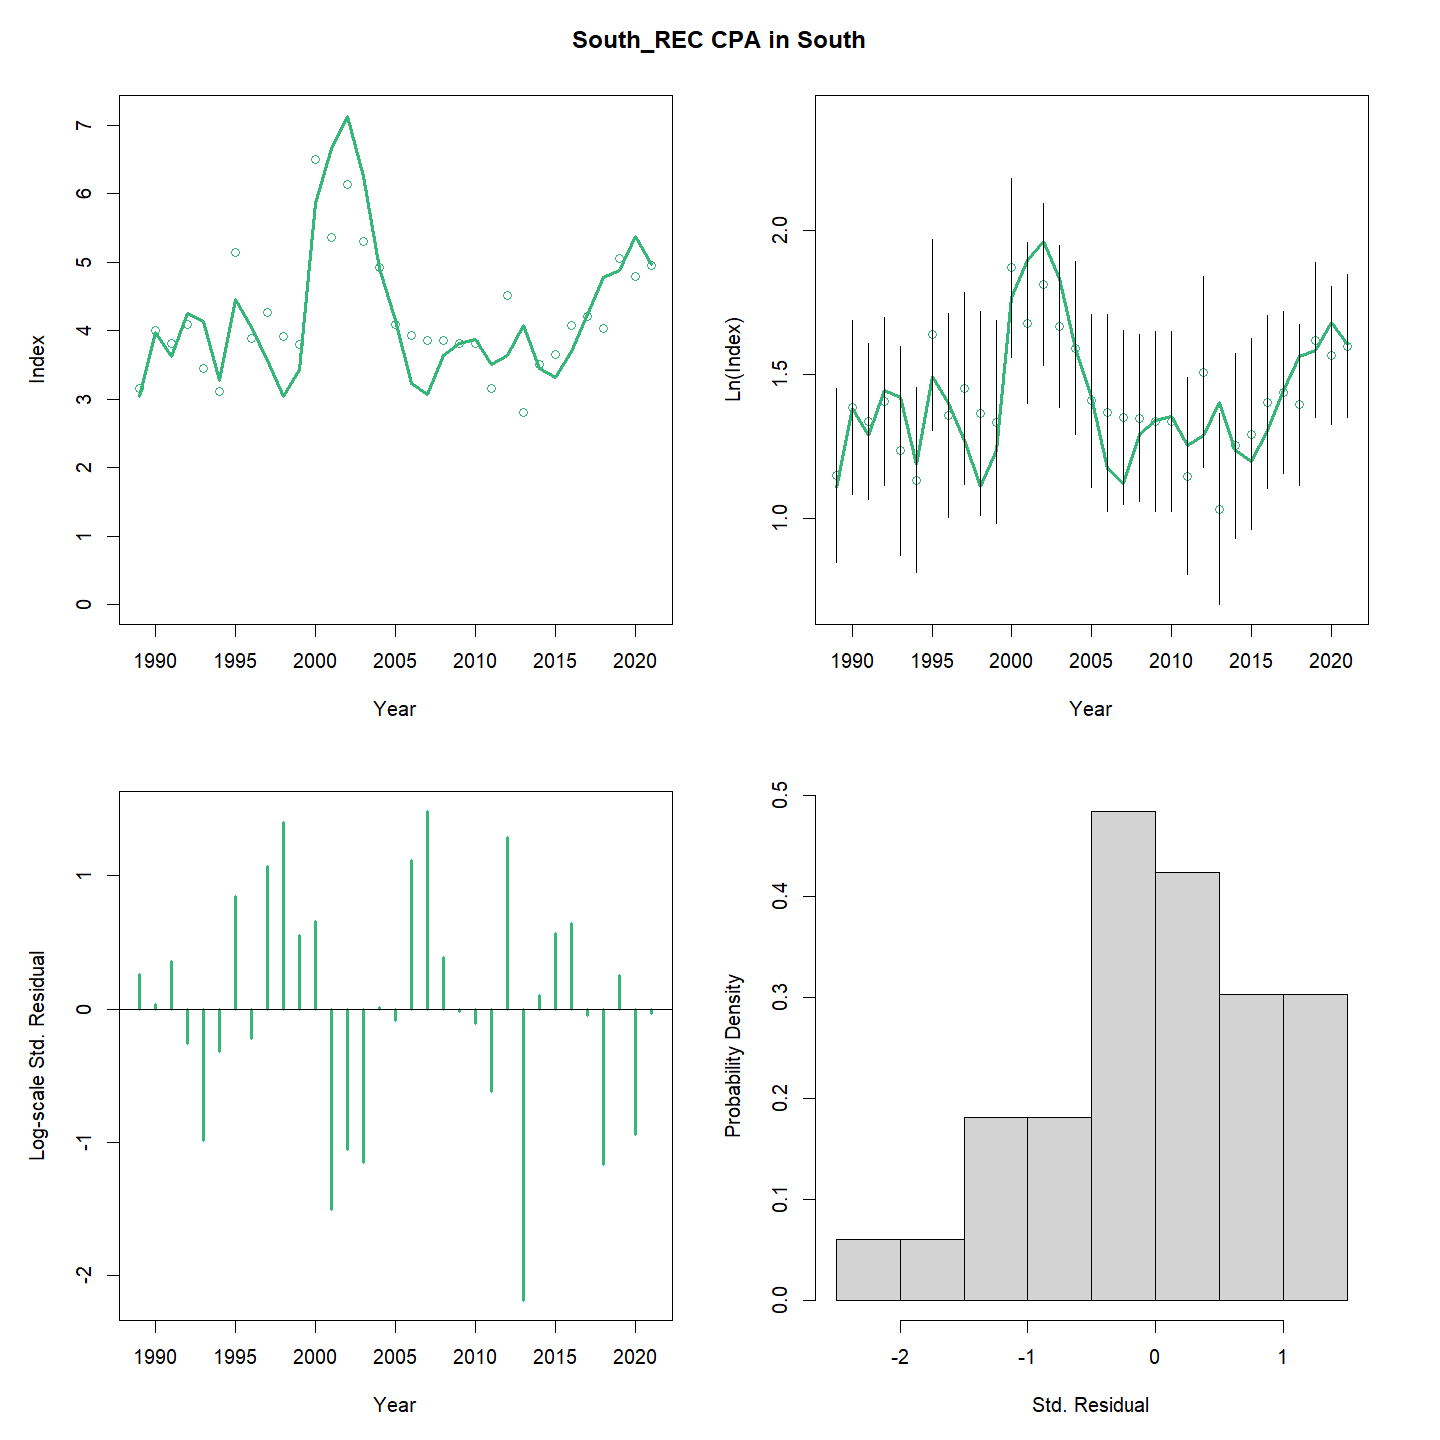 South_REC CPA in South
Index
7
6
5
4
3
2
1
0
1990 1995 2000 2005 2010 2015 2020
Year
Ln(Index)
2.0
1.5
1.0
1990 1995 2000 2005 2010 2015 2020
Year
Log-scale Std. Residual
1
0
-1
-2
1990 1995 2000 2005 2010 2015 2020
Year
Probability Density
0.5
0.4
0.3
0.2
0.1
0.0
-2 -1 0 1
Std. Residual